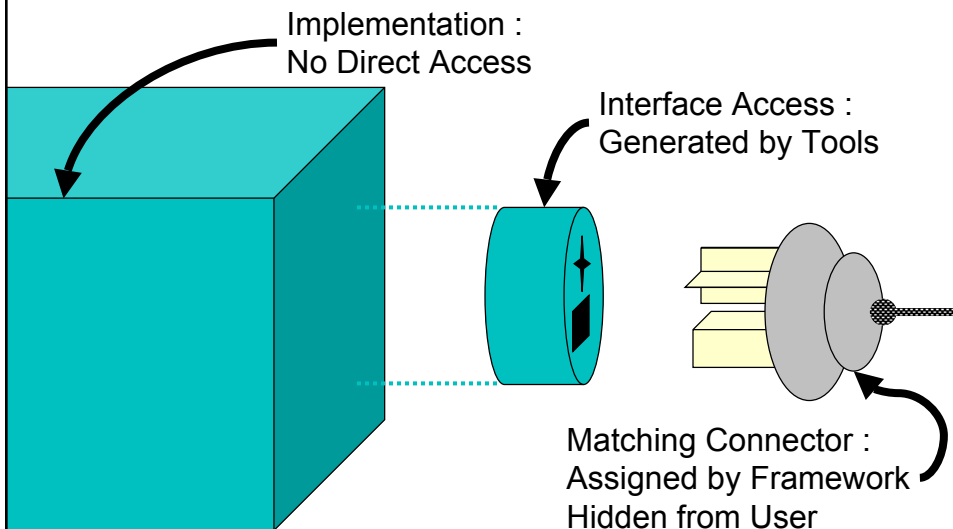 Implementation :
No Direct Access
Interface Access :
Generated by Tools
Matching Connector :
Assigned by Framework
Hidden from User